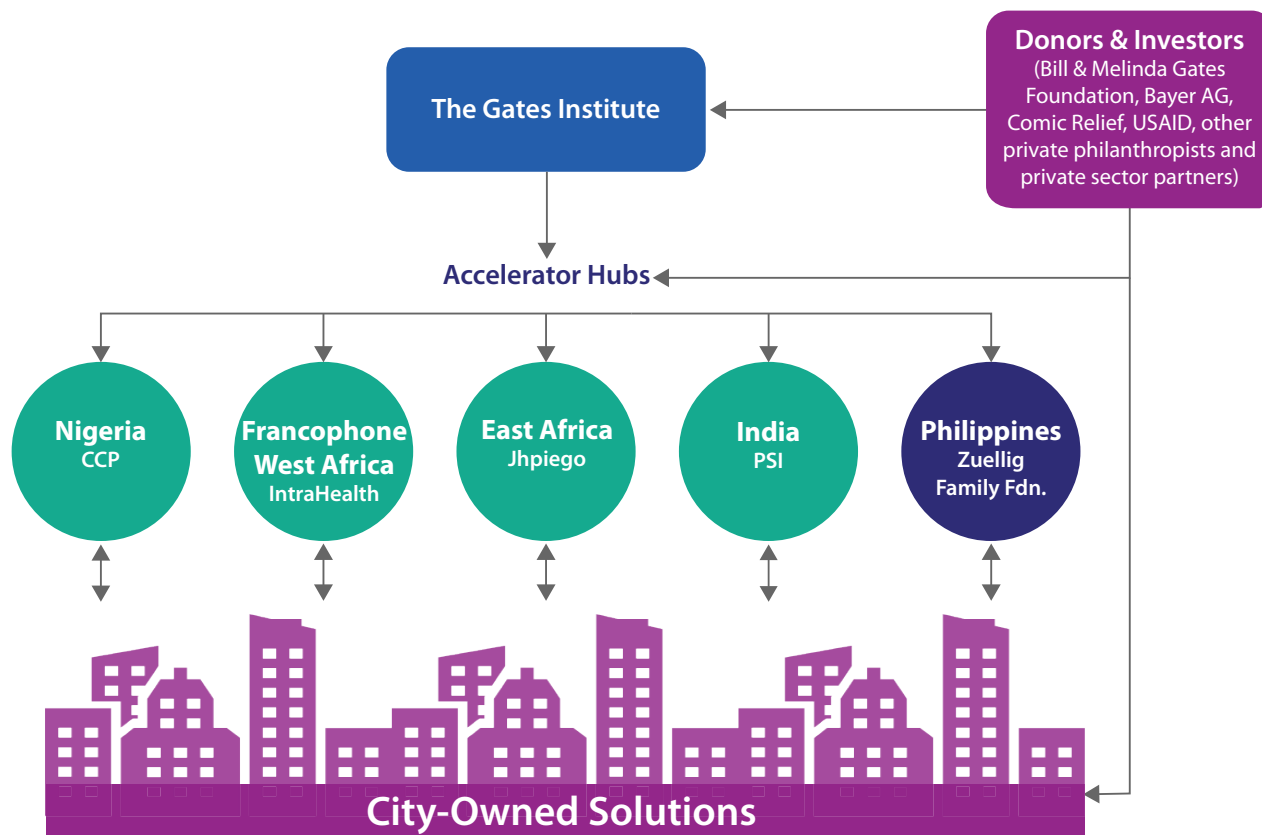 The Gates Institute
Donors & Investors
(Bill & Melinda Gates
Foundation, Bayer AG,
Comic Relief, USAID, other
private philanthropists and
private sector partners)
Accelerator Hubs
Nigeria
CCP
Francophone
West Africa
IntraHealth
East Africa
Jhpiego
India
PSI
Philippines
Zuellig
Family Fdn.
City-Owned Solutions